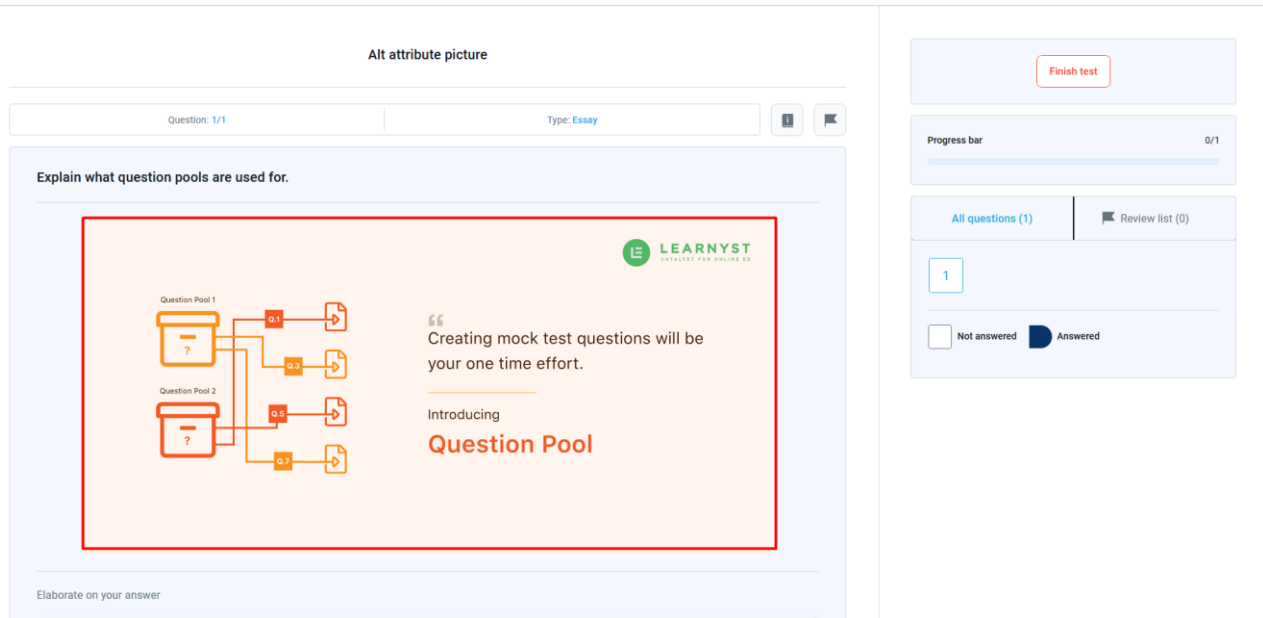 Alt attribute picture
Question: 1/1
Type: Essay
Explain what question pools are used for.
LEARNYST
CATALYST FOR ONLINE ED
Question Pool 1
?
Q.1
Q.3
Question Pool 2
?
Q.5
Q.7
“
Creating mock test questions will be
your one time effort.
Introducing
Question Pool
Elaborate on your answer
Finish test
Progress bar
0/1
All questions (1)
Review list (0)
1
Not answered
Answered